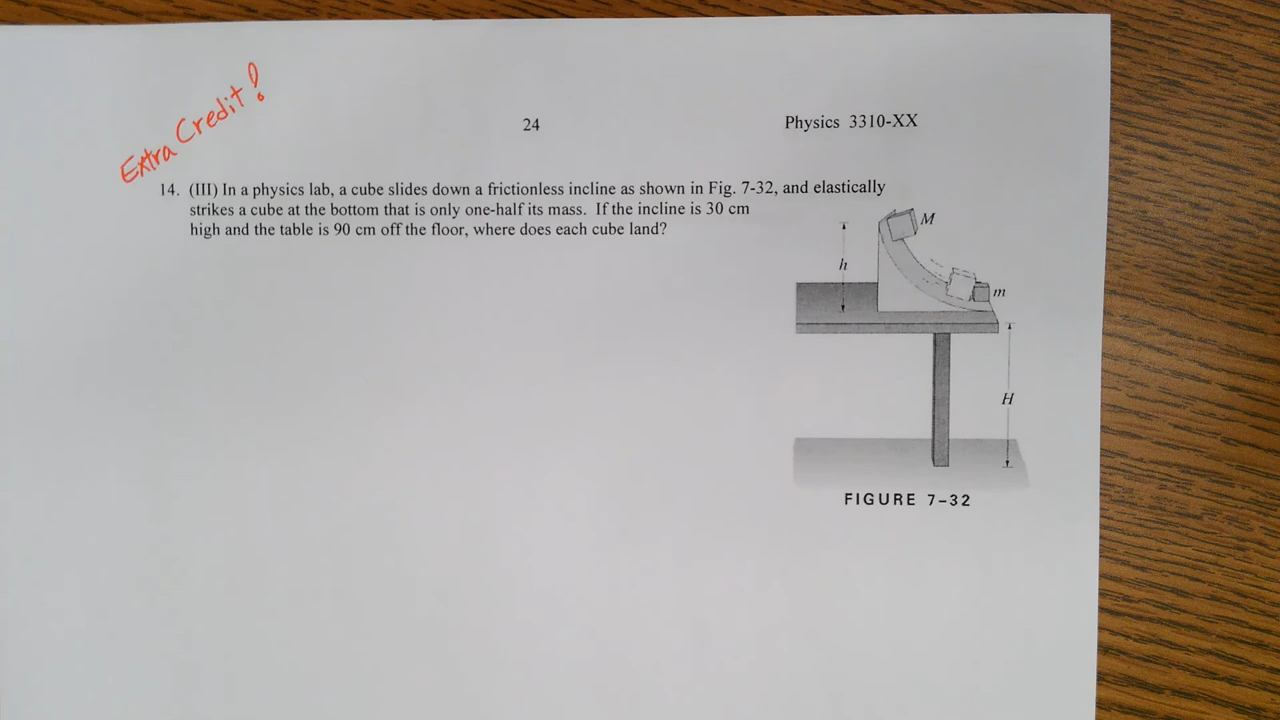 Extra Credit!
24
Physics 3310-XX
14. (III) In a physics lab, a cube slides down a frictionless incline as shown in Fig. 7-32, and elastically
strikes a cube at the bottom that is only one-half its mass. If the incline is 30 cm
high and the table is 90 cm off the floor, where does each cube land?
M
h
m
H
FIGURE 7-32